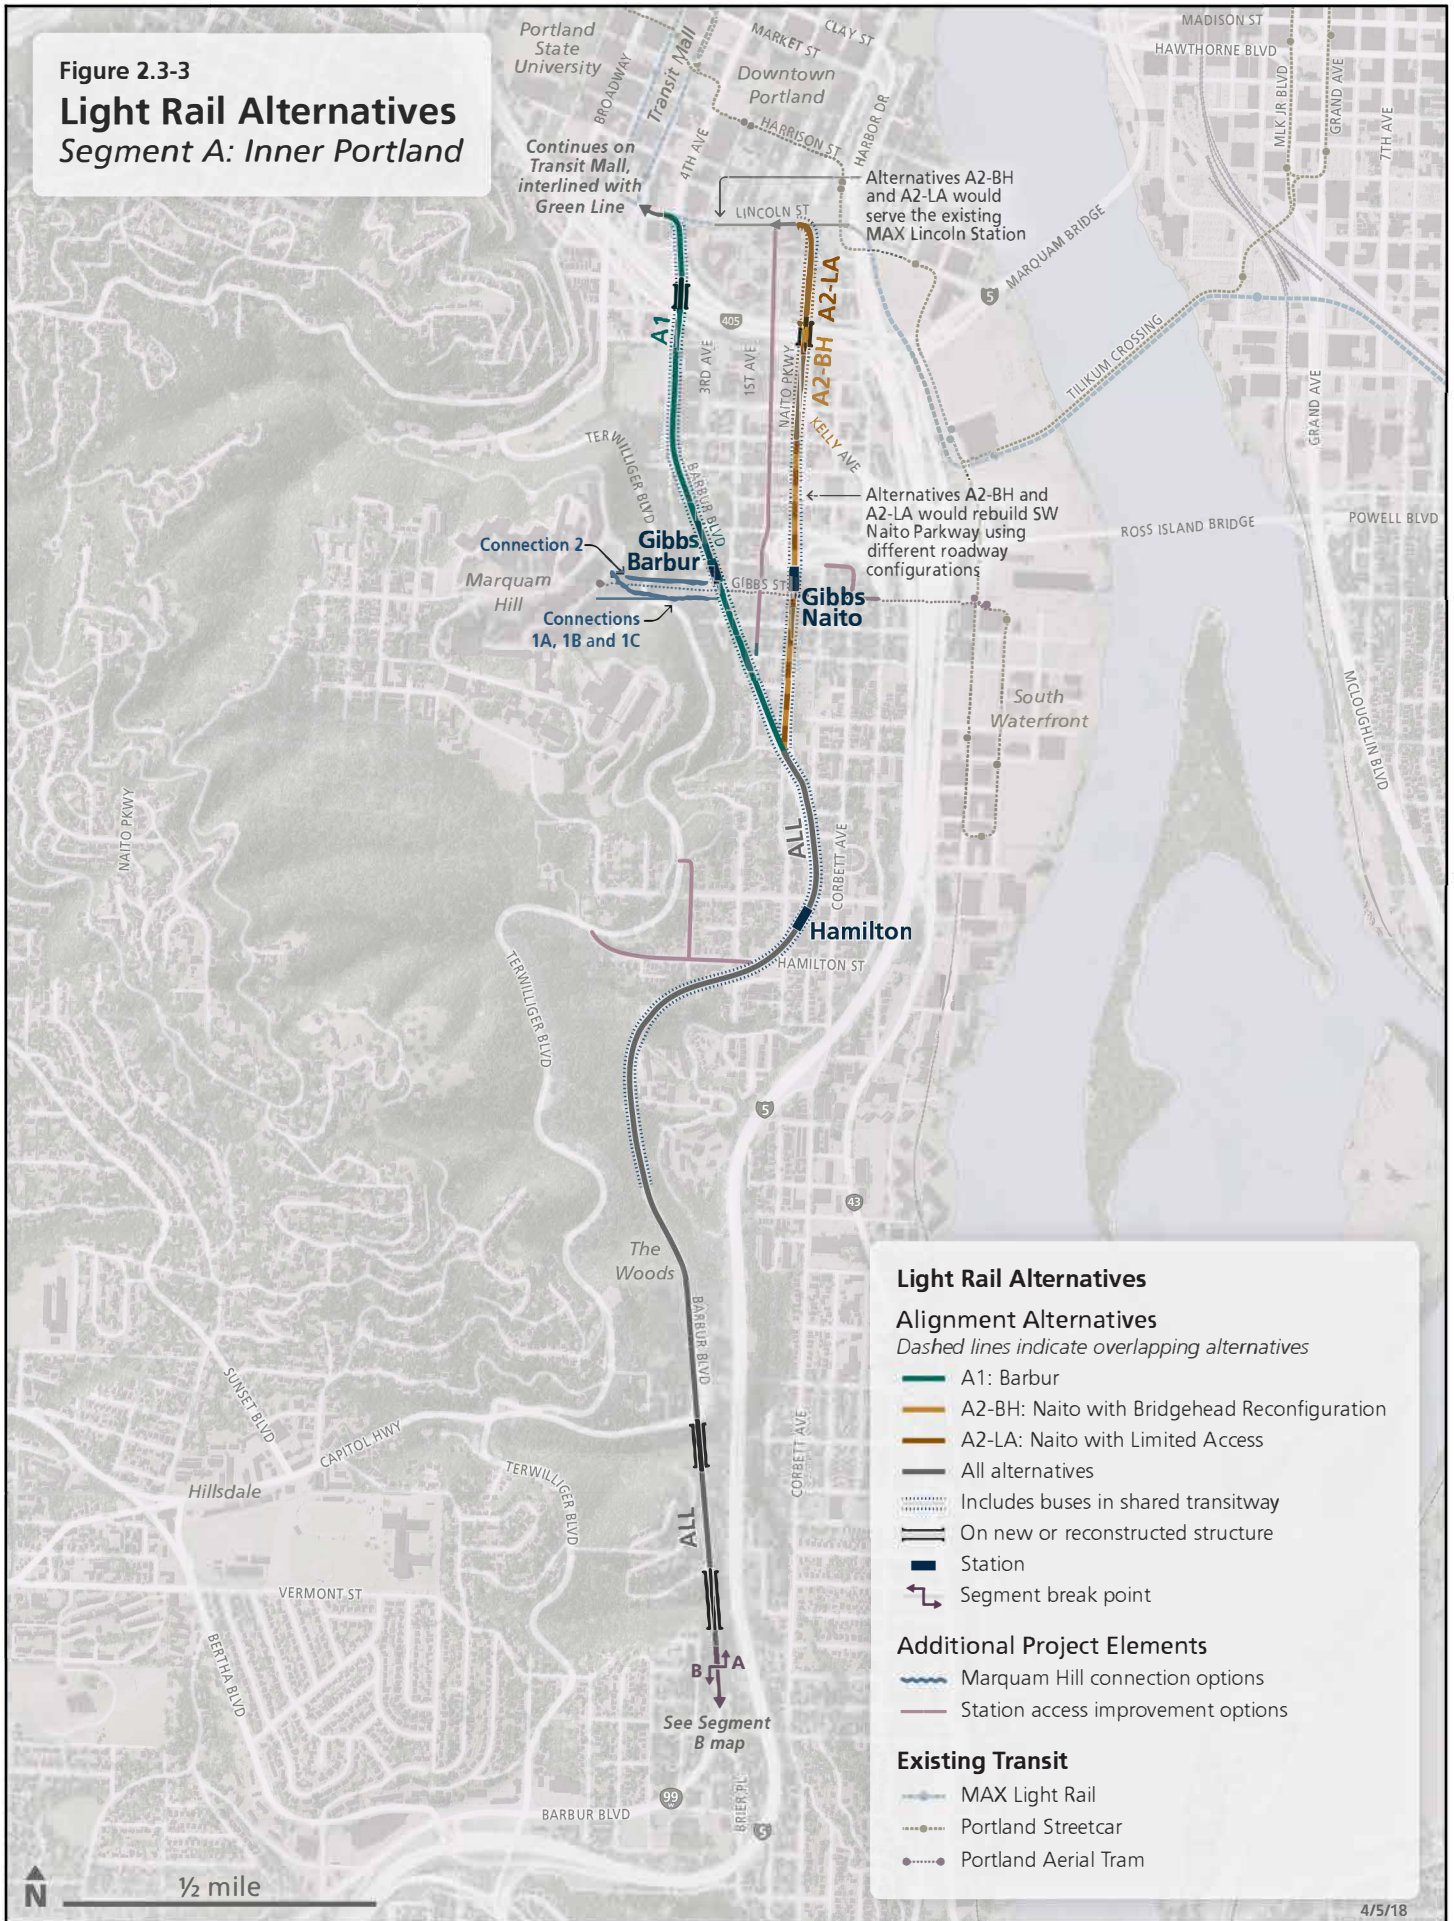 Figure 2.3-3
Light Rail Alternatives
Segment A: Inner Portland
Portland
State
University
BROADWAY
Transit Mall
MARKET ST
CLAY ST
Downtown
Portland
4TH AVE
HARRISON ST
HARBOR DR
MADISON ST
HAWTHORNE BLVD
MLK JR BLVD
GRAND AVE
7TH AVE
Continues on
Transit Mall,
interlined with
Green Line
LINCOLN ST
Alternatives A2-BH
and A2-LA would
serve the existing
MAX Lincoln Station
MARQUAM BRIDGE
5
A1
405
A2-LA
A2-BH
3RD AVE
1ST AVE
NAITO PKWY
KELLY AVE
TILIKUM CROSSING
GRAND AVE
TERWILLIGER BLVD
BARBUR BLVD
Alternatives A2-BH and
A2-LA would rebuild SW
Naito Parkway using
different roadway
configurations
ROSS ISLAND BRIDGE
POWELL BLVD
Connection 2
Gibbs
Barbur
Marquam
Hill
GIBBS ST
Gibbs
Naito
Connections
1A, 1B and 1C
South
Waterfront
MCLOUGHLIN BLVD
NAITO PKWY
ALL
CORBETT AVE
Hamilton
HAMILTON ST
TERWILLIGER BLVD
5
43
The
Woods
BARBUR BLVD
SUNSET BLVD
CAPITOL HWY
CORBETT AVE
Hillsdale
TERWILLIGER BLVD
ALL
VERMONT ST
BERTHA BLVD
B
A
See Segment
B map
99
W
BARBUR BLVD
BRIER PL
5
N
½ mile
Light Rail Alternatives
Alignment Alternatives
Dashed lines indicate overlapping alternatives
A1: Barbur
A2-BH: Naito with Bridgehead Reconfiguration
A2-LA: Naito with Limited Access
All alternatives
Includes buses in shared transitway
On new or reconstructed structure
Station
Segment break point
Additional Project Elements
Marquam Hill connection options
Station access improvement options
Existing Transit
MAX Light Rail
Portland Streetcar
Portland Aerial Tram
4/5/18